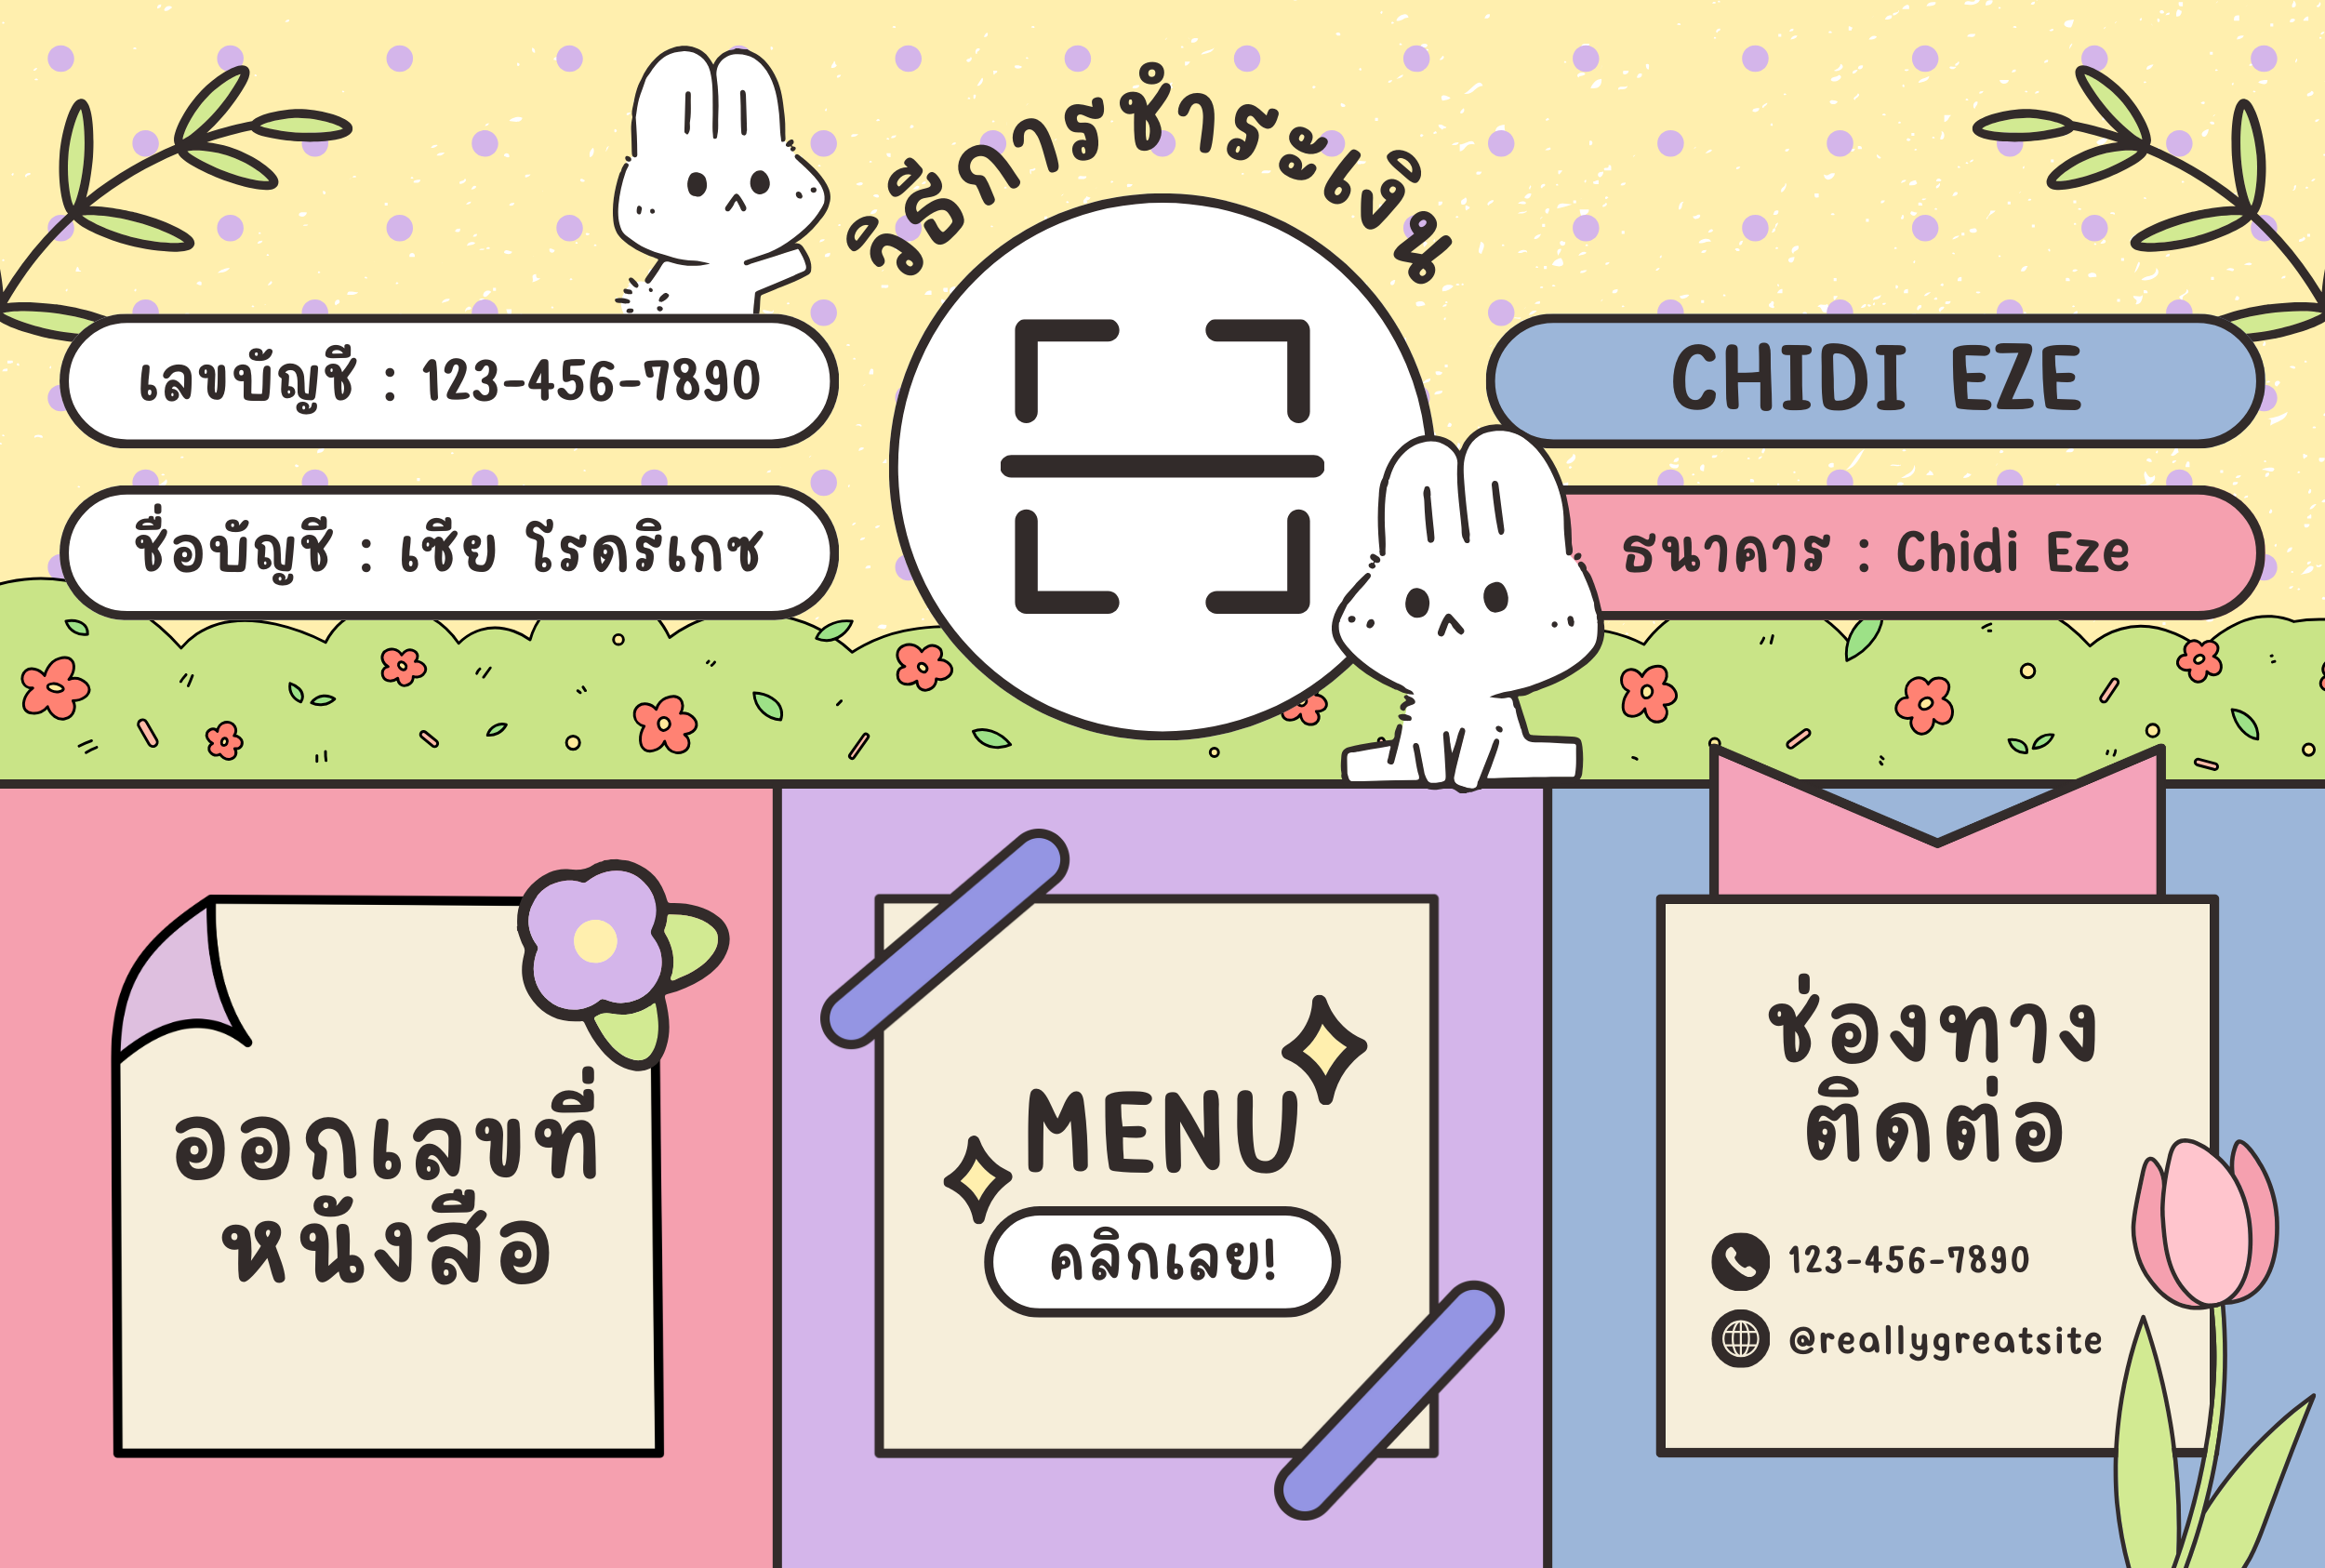 วิธีการชำระเงิน
เลขบัญชี : 123-456-7890
CHIDI EZE
ชื่อบัญชี : เซีย โรดริเกซ
ธนาคาร : Chidi Eze
ออกเลขที่
หนังสือ
MENU
คลิกเลย!
ช่องทาง
ติดต่อ
123-456-7890
@reallygreatsite